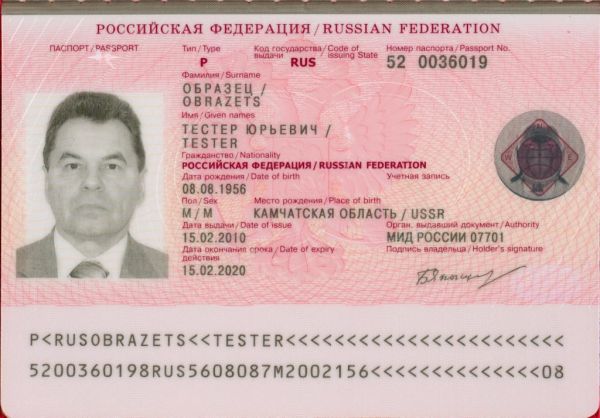 РОССИЙСКАЯ ФЕДЕРАЦИЯ / RUSSIAN FEDERATION
ПАСПОРТ / PASSPORT
Тип / Type
Код государства / Code of
выдачи issuing State
Номер паспорта / Passport No.
P
RUS
52 0036019
Фамилия / Surname
ОБРАЗЕЦ /
OBRAZETS
Имя / Given names
ТЕСТЕР ЮРЬЕВИЧ /
TESTER
Гражданство / Nationality
РОССИЙСКАЯ ФЕДЕРАЦИЯ / RUSSIAN FEDERATION
Дата рождения / Date of birth
Учетная запись
08.08.1956
Пол / Sex
Место рождения / Place of birth
М / M
КАМЧАТСКАЯ ОБЛАСТЬ / USSR
Дата выдачи / Date of issue
Орган, выдавший документ / Authority
15.02.2010
МИД РОССИИ 07701
Дата окончания срока / Date of expiry
действия
Подпись владельца / Holder's signature
15.02.2020
P<RUSOBRAZETS<<TESTER<<<<<<<<<<<<<<<<<<<<<<<
5200360198RUS5608087M2002156<<<<<<<<<<<<<<08